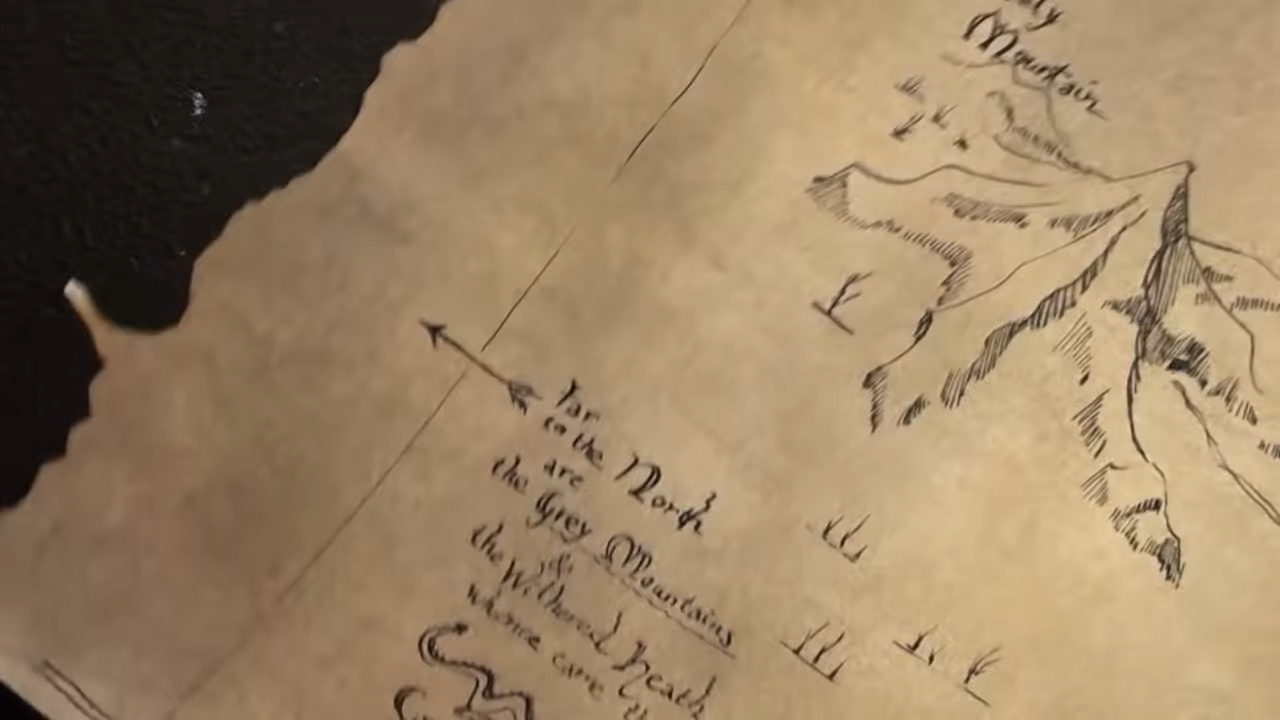 Mountain
Far
to the North
are
the Grey Mountains
&
the Withered Heath
whence came